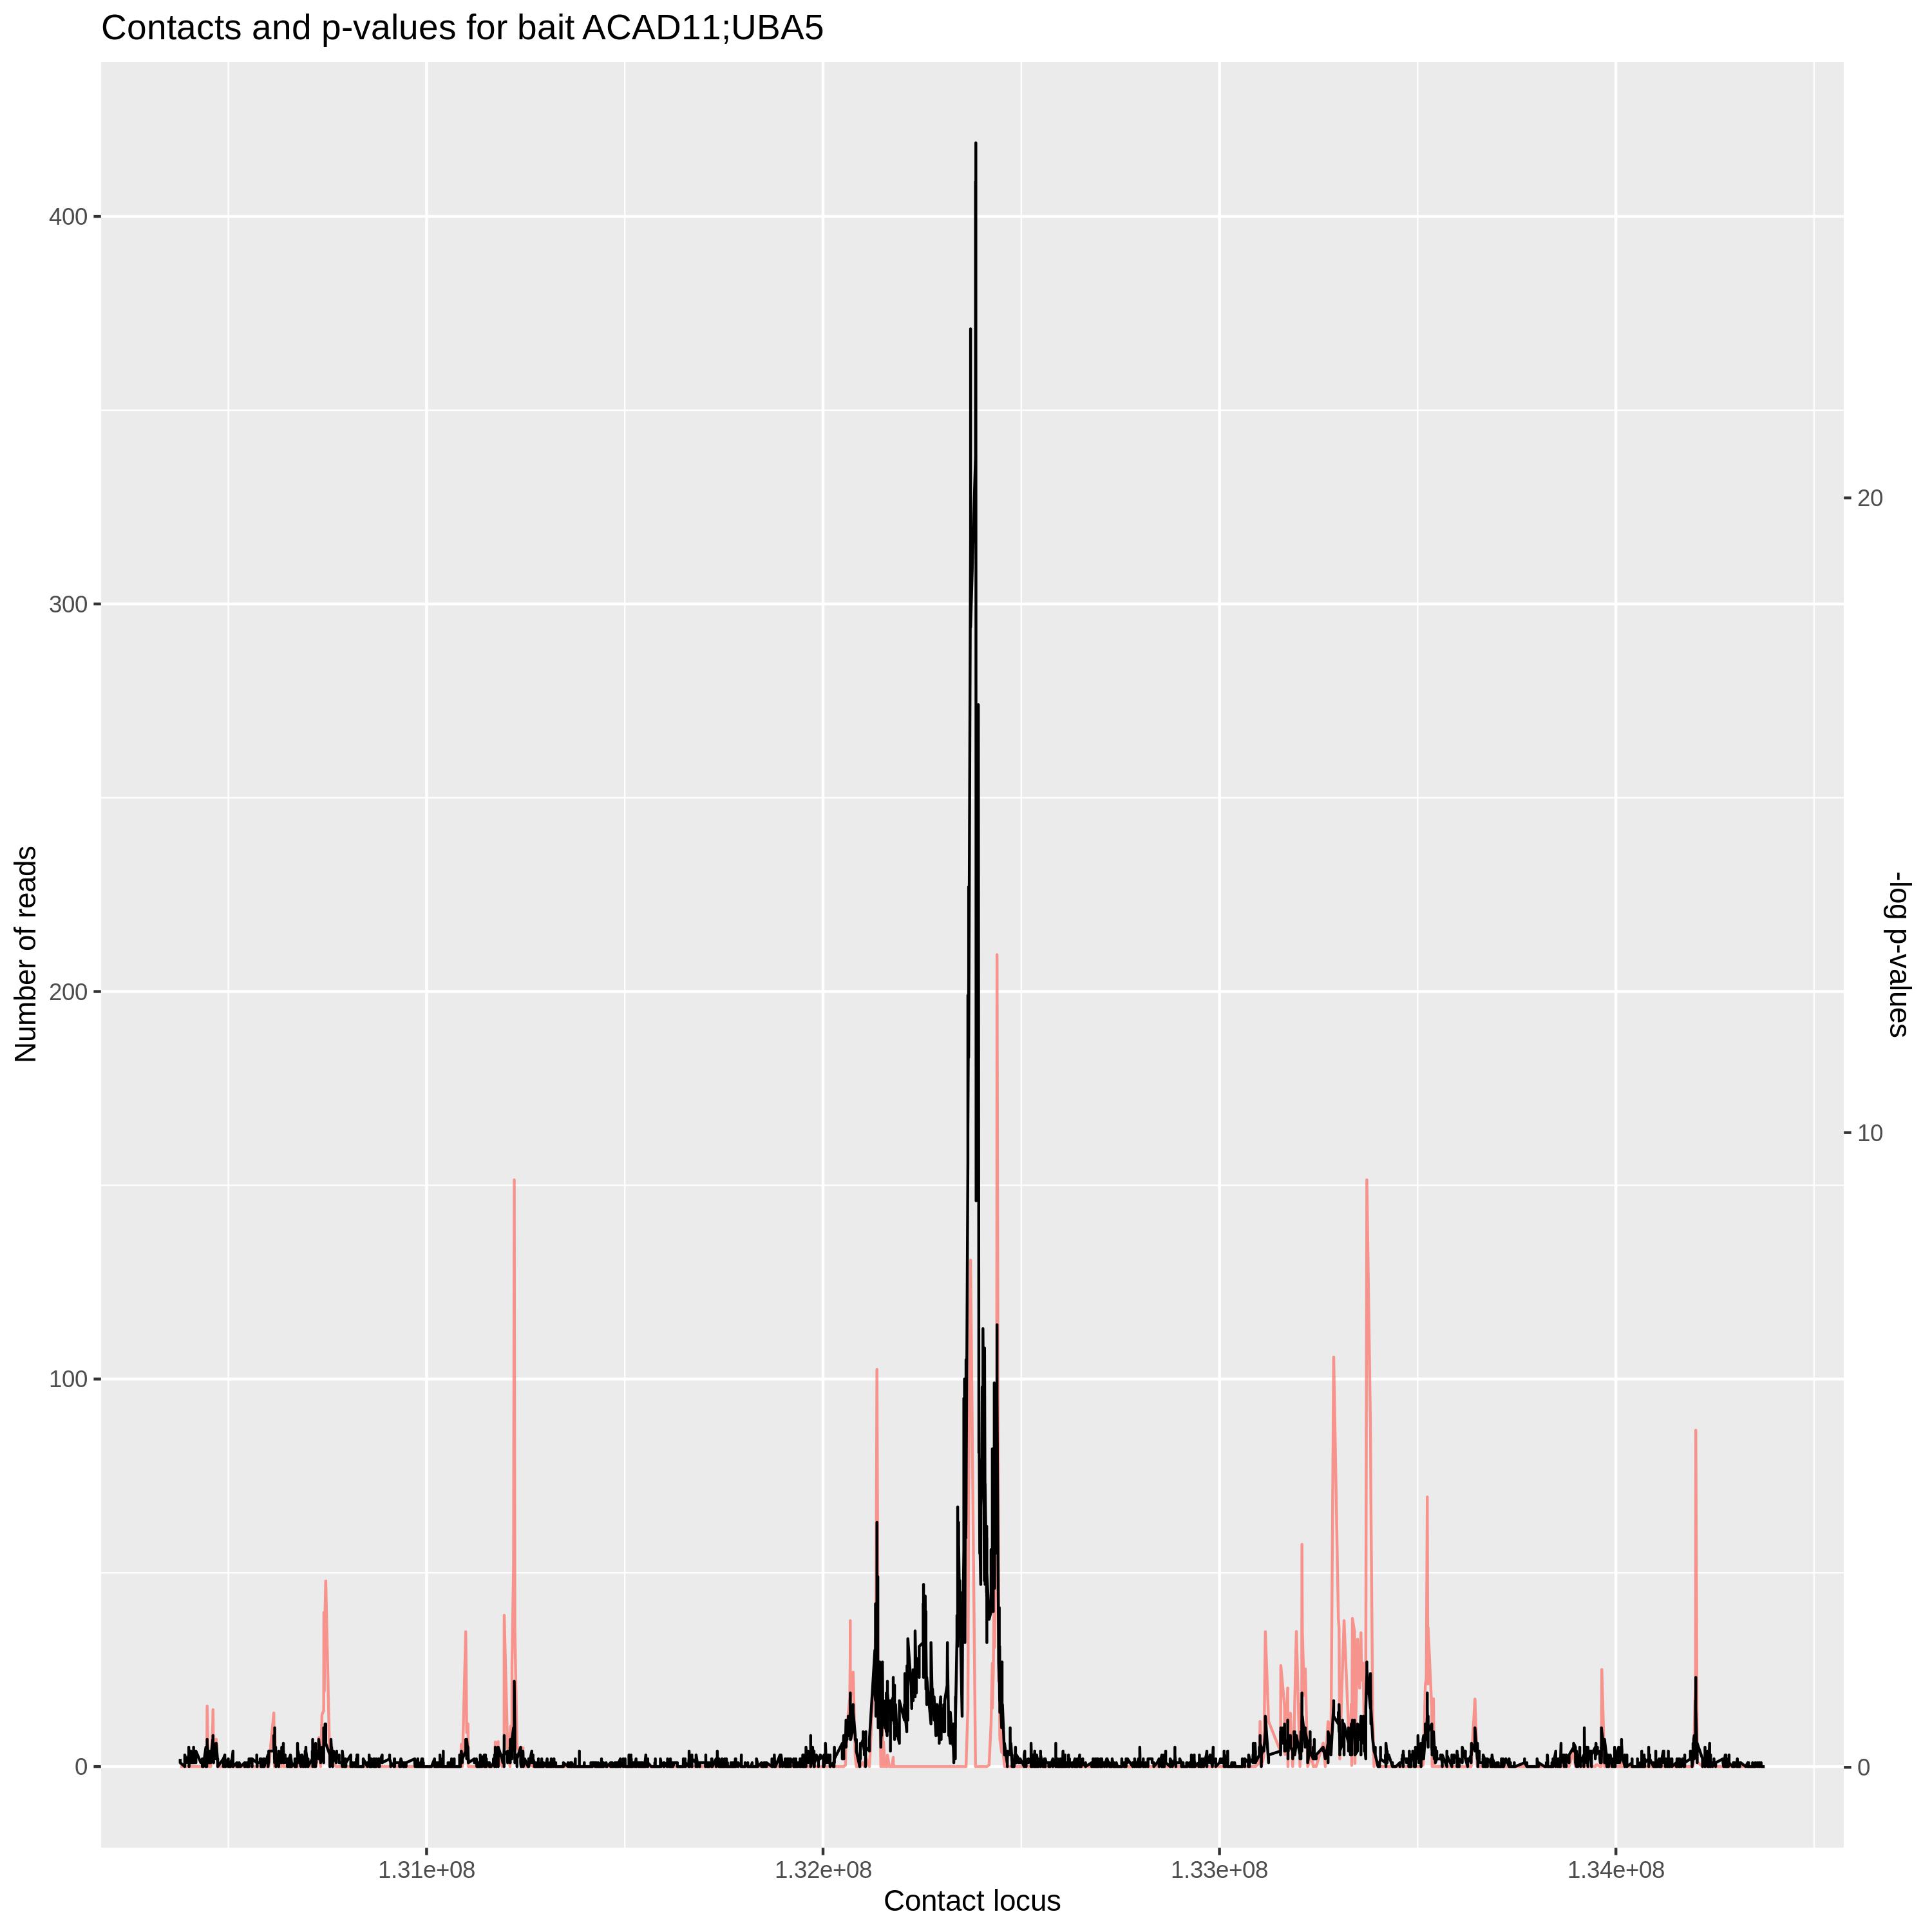 Contacts and p-values for bait ACAD11;UBA5
400
300
200
100
0
Number of reads
20
10
0
-log p-values
1.31e+08
1.32e+08
1.33e+08
1.34e+08
Contact locus